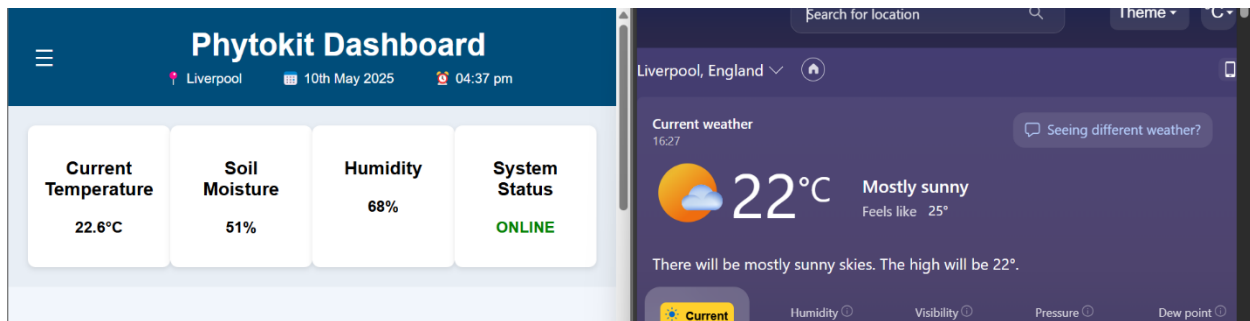 Phytokit Dashboard
Liverpool 10th May 2025 04:37 pm
Current
Temperature
22.6°C
Soil
Moisture
51%
Humidity
68%
System
Status
ONLINE
Search for location
Theme
°C
Liverpool, England
Current weather
16:27
Seeing different weather?
22°C
Mostly sunny
Feels like 25°
There will be mostly sunny skies. The high will be 22°.
Current
Humidity
Visibility
Pressure
Dew point